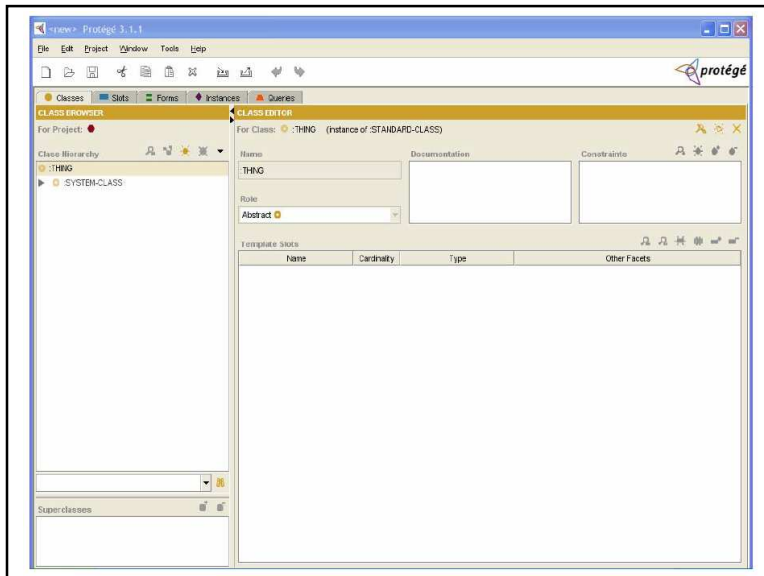 <new> Protégé 3.1.1
File Edit Project Window Tools Help
protégé
Classes Slots Forms Instances Queries
CLASS BROWSER
For Project:
Class Hierarchy
:THING
:SYSTEM-CLASS
Superclasses
CLASS EDITOR
For Class: :THING (instance of :STANDARD-CLASS)
Name Documentation Constraints
:THING
Role
Abstract
Template Slots
Name Cardinality Type Other Facets